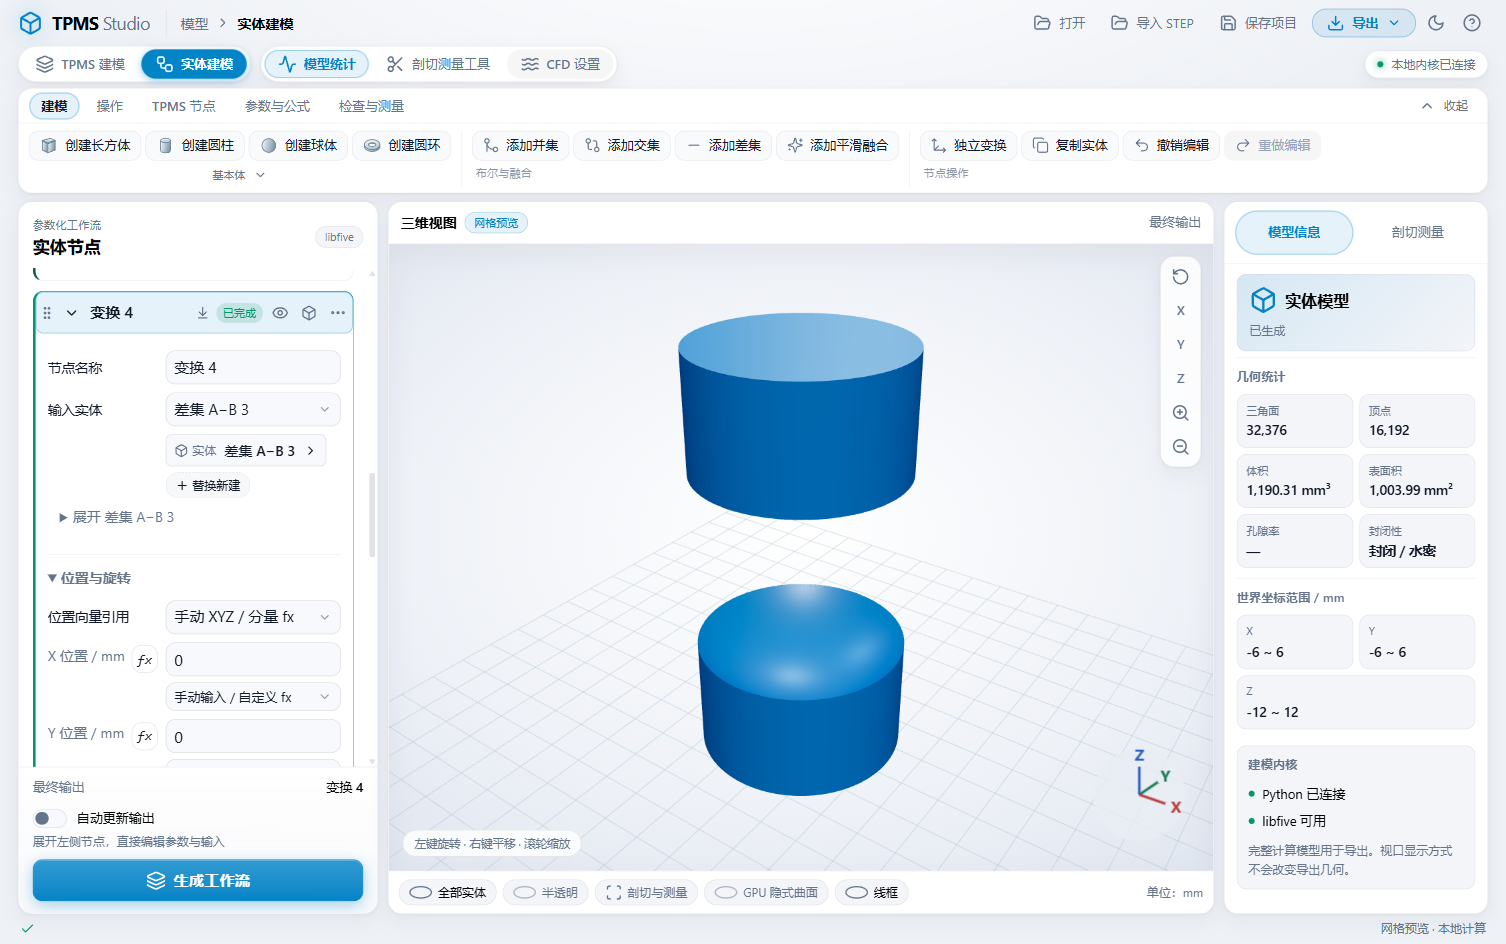 TPMS Studio
模型 > 实体建模
打开
导入 STEP
保存项目
导出
TPMS 建模
实体建模
模型统计
剖切测量工具
CFD 设置
本地内核已连接
建模
操作
TPMS 节点
参数与公式
检查与测量
收起
创建长方体
创建圆柱
创建球体
创建圆环
添加并集
添加交集
添加差集
添加平滑融合
独立变换
复制实体
撤销编辑
重做编辑
基本体
布尔与融合
节点操作
参数化工作流
实体节点
libfive
变换 4
已完成
节点名称
变换 4
输入实体
差集 A−B 3
实体 差集 A−B 3
+ 替换新建
展开 差集 A−B 3
位置与旋转
位置向量引用
手动 XYZ / 分量 fx
X 位置 / mm
ƒx
0
手动输入 / 自定义 fx
Y 位置 / mm
ƒx
0
最终输出
变换 4
自动更新输出
展开左侧节点，直接编辑参数与输入
生成工作流
三维视图
网格预览
最终输出
X
Y
Z
Z
Y
X
左键旋转 · 右键平移 · 滚轮缩放
全部实体
半透明
剖切与测量
GPU 隐式曲面
线框
单位：mm
模型信息
剖切测量
实体模型
已生成
几何统计
三角面
32,376
顶点
16,192
体积
1,190.31 mm³
表面积
1,003.99 mm²
孔隙率
—
封闭性
封闭 / 水密
世界坐标范围 / mm
X
-6 ~ 6
Y
-6 ~ 6
Z
-12 ~ 12
建模内核
Python 已连接
libfive 可用
完整计算模型用于导出。视口显示方式
不会改变导出几何。
网格预览 · 本地计算